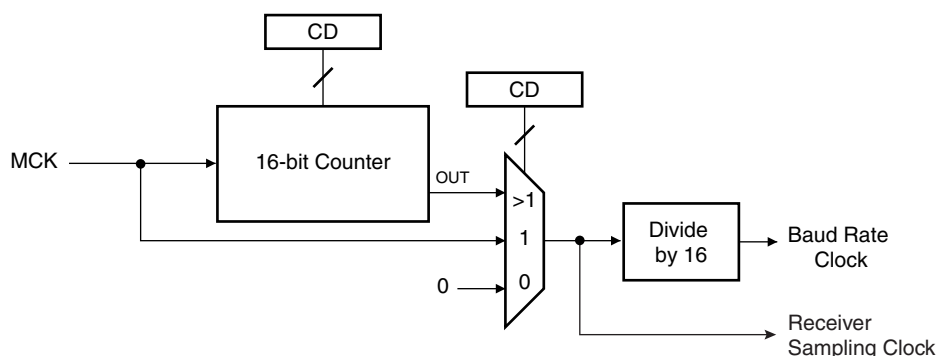 CD
CD
MCK
16-bit Counter
OUT
>1
1
0
0
Divide
by 16
Baud Rate
Clock
Receiver
Sampling Clock